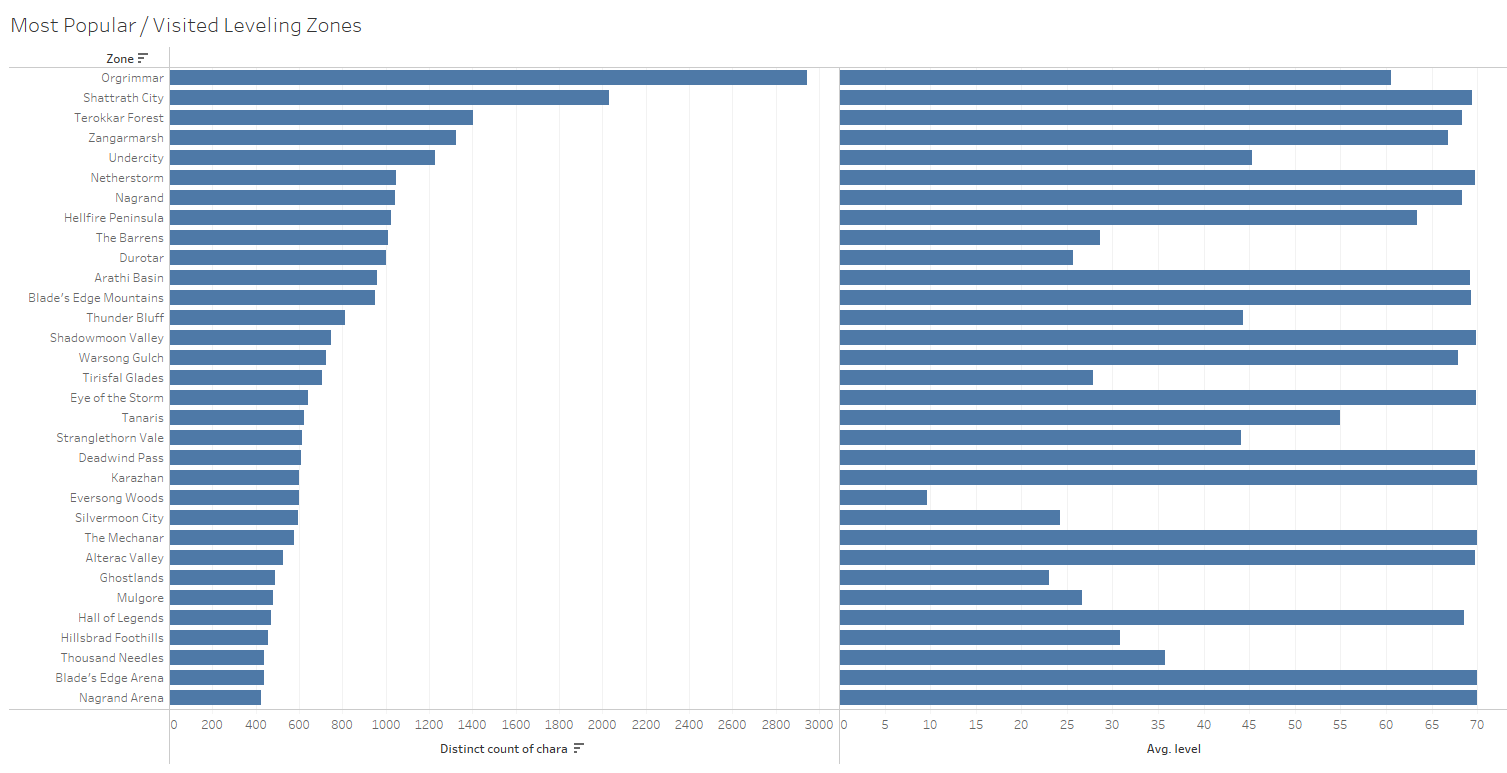 Most Popular / Visited Leveling Zones
Zone
Orgrimmar
Shattrath City
Terokkar Forest
Zangarmarsh
Undercity
Netherstorm
Nagrand
Hellfire Peninsula
The Barrens
Durotar
Arathi Basin
Blade's Edge Mountains
Thunder Bluff
Shadowmoon Valley
Warsong Gulch
Tirisfal Glades
Eye of the Storm
Tanaris
Stranglethorn Vale
Deadwind Pass
Karazhan
Eversong Woods
Silvermoon City
The Mechanar
Alterac Valley
Ghostlands
Mulgore
Hall of Legends
Hillsbrad Foothills
Thousand Needles
Blade's Edge Arena
Nagrand Arena
0 200 400 600 800 1000 1200 1400 1600 1800 2000 2200 2400 2600 2800 3000 0 5 10 15 20 25 30 35 40 45 50 55 60 65 70
Distinct count of chara Avg. level